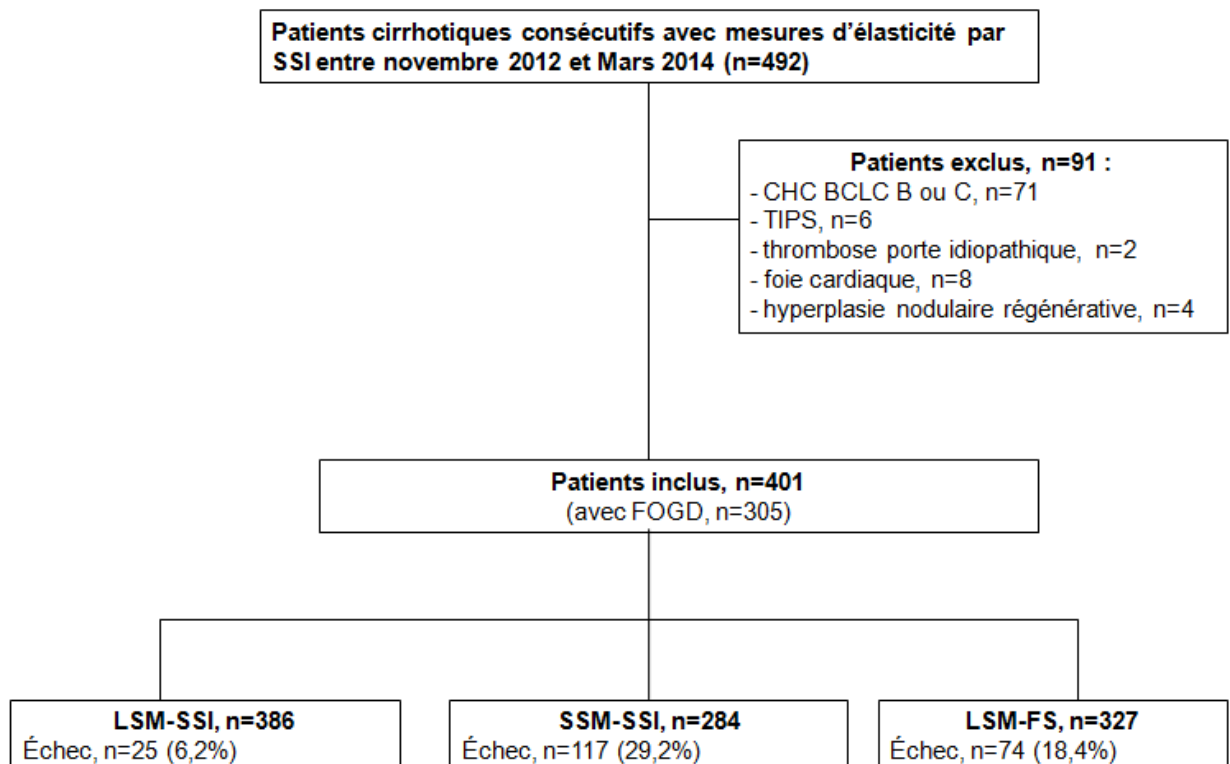 Patients cirrhotiques consécutifs avec mesures d'élasticité par
SSI entre novembre 2012 et Mars 2014 (n=492)
Patients exclus, n=91 :
- CHC BCLC B ou C, n=71
- TIPS, n=6
- thrombose porte idiopathique, n=2
- foie cardiaque, n=8
- hyperplasie nodulaire régénérative, n=4
Patients inclus, n=401
(avec FOGD, n=305)
LSM-SSI, n=386
Échec, n=25 (6,2%)
SSM-SSI, n=284
Échec, n=117 (29,2%)
LSM-FS, n=327
Échec, n=74 (18,4%)